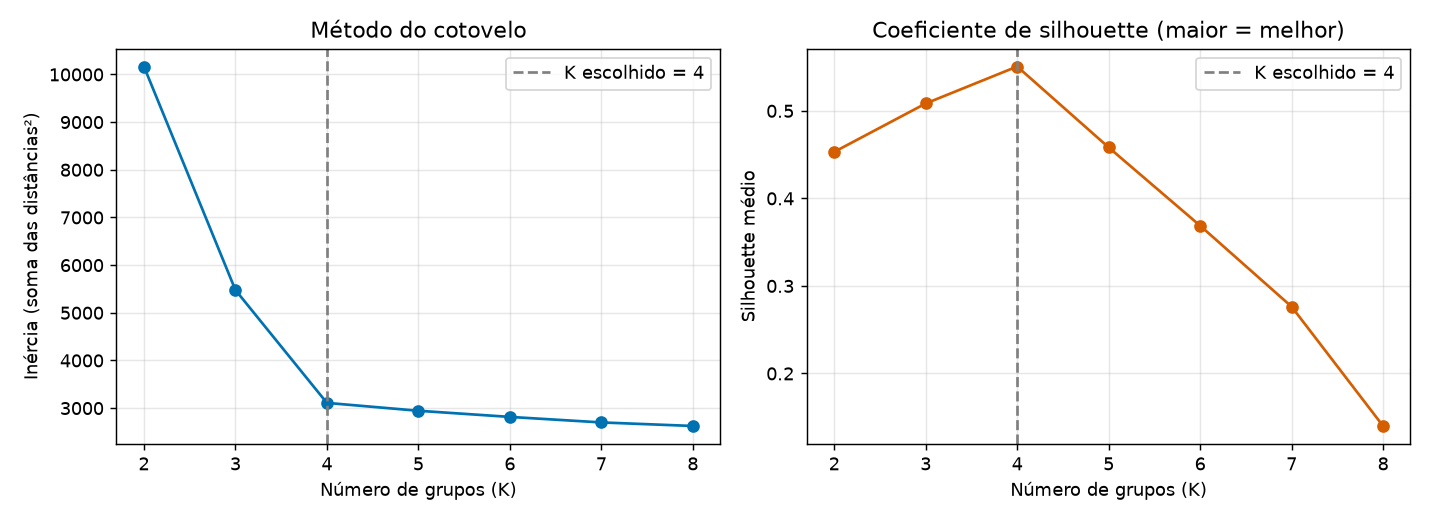 Método do cotovelo
Inércia (soma das distâncias²)
10000
9000
8000
7000
6000
5000
4000
3000
K escolhido = 4
2 3 4 5 6 7 8
Número de grupos (K)
Coeficiente de silhouette (maior = melhor)
Silhouette médio
0.5
0.4
0.3
0.2
K escolhido = 4
2 3 4 5 6 7 8
Número de grupos (K)